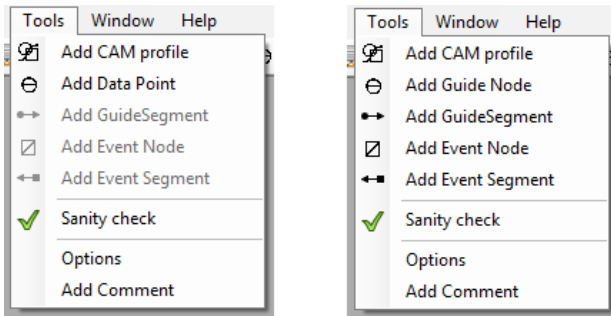 Tools Window Help
Add CAM profile
Add Data Point
Add GuideSegment
Add Event Node
Add Event Segment
Sanity check
Options
Add Comment
Tools Window Help
Add CAM profile
Add Guide Node
Add GuideSegment
Add Event Node
Add Event Segment
Sanity check
Options
Add Comment